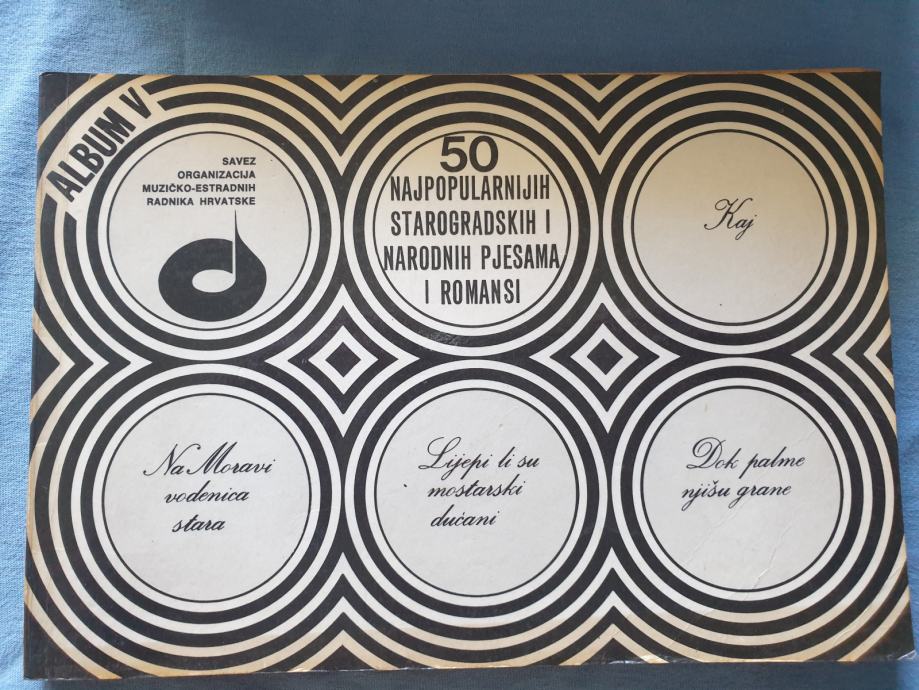 ALBUM V
SAVEZ
ORGANIZACIJA
MUZIČKO-ESTRADNIH
RADNIKA HRVATSKE
50
NAJPOPULARNIJIH
STAROGRADSKIH I
NARODNIH PJESAMA
I ROMANSI
Kaj
Na Moravi
vodenica
stara
Lijepi li su
mostarski
dućani
Dok palme
njišu grane